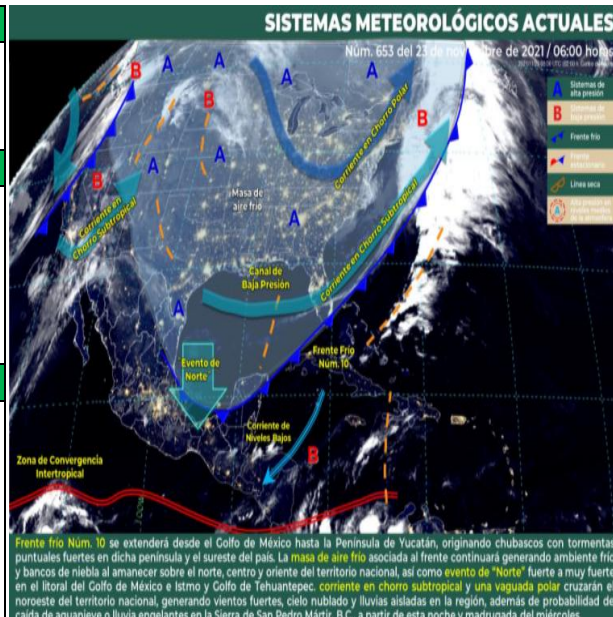 SISTEMAS METEOROLÓGICOS ACTUALES
Núm. 653 del 23 de noviembre de 2021 / 06:00 horas
A
Sistemas de
alta presión
B
Sistemas de
baja presión
Frente frío
Frente
estacionario
Línea seca
A
Alta presión en
niveles medios
de la atmósfera
B
A
A
A
B
A
A
B
A
B
Corriente en Chorro Polar
Corriente en
Chorro Subtropical
Masa de
aire frío
A
Corriente en Chorro Subtropical
Canal de
Baja Presión
A
Evento de
Norte
Frente Frío
Núm. 10
Corriente de
Niveles Bajos
B
Zona de Convergencia
Intertropical
Frente frío Núm. 10 se extenderá desde el Golfo de México hasta la Península de Yucatán, originando chubascos con tormentas
puntuales fuertes en dicha península y el sureste del país. La masa de aire frío asociada al frente continuará generando ambiente frío
y bancos de niebla al amanecer sobre el norte, centro y oriente del territorio nacional, así como evento de "Norte" fuerte a muy fuerte
en el litoral del Golfo de México e Istmo y Golfo de Tehuantepec. corriente en chorro subtropical y una vaguada polar cruzarán el
noroeste del territorio nacional, generando vientos fuertes, cielo nublado y lluvias aisladas en la región, además de probabilidad de
caída de aguanieve o lluvia engelantes en la Sierra de San Pedro Mártir, B.C., a partir de esta noche y madrugada del miércoles.